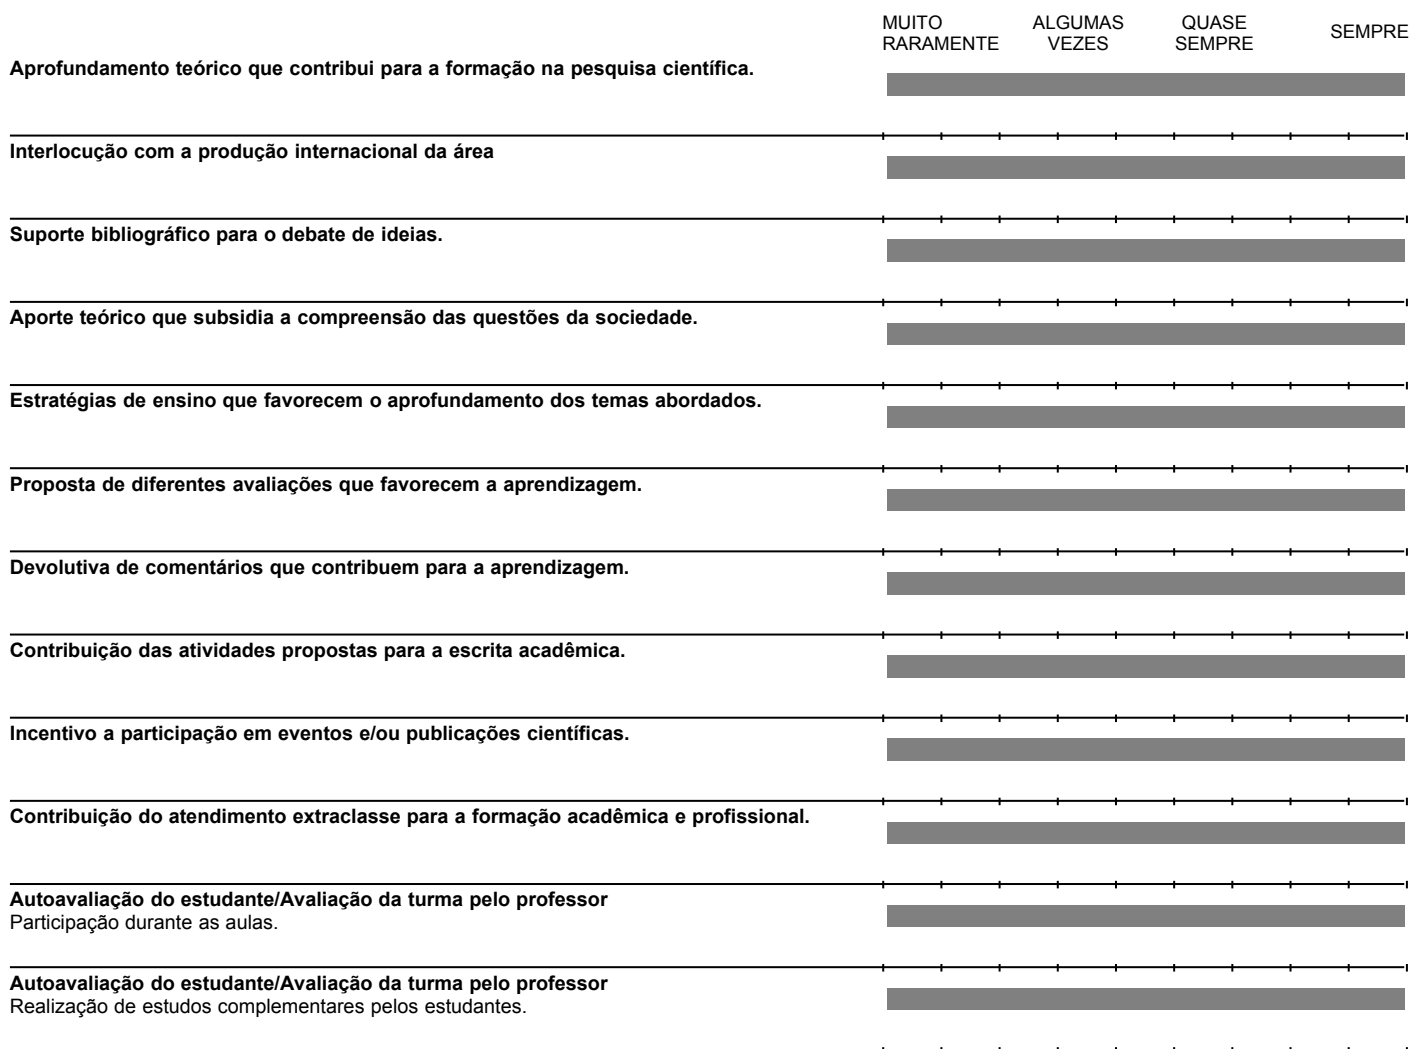 MUITO RARAMENTE
ALGUMAS VEZES
QUASE SEMPRE
SEMPRE
Aprofundamento teórico que contribui para a formação na pesquisa científica.
Interlocução com a produção internacional da área
Suporte bibliográfico para o debate de ideias.
Aporte teórico que subsidia a compreensão das questões da sociedade.
Estratégias de ensino que favorecem o aprofundamento dos temas abordados.
Proposta de diferentes avaliações que favorecem a aprendizagem.
Devolutiva de comentários que contribuem para a aprendizagem.
Contribuição das atividades propostas para a escrita acadêmica.
Incentivo a participação em eventos e/ou publicações científicas.
Contribuição do atendimento extraclasse para a formação acadêmica e profissional.
Autoavaliação do estudante/Avaliação da turma pelo professor
Participação durante as aulas.
Autoavaliação do estudante/Avaliação da turma pelo professor
Realização de estudos complementares pelos estudantes.